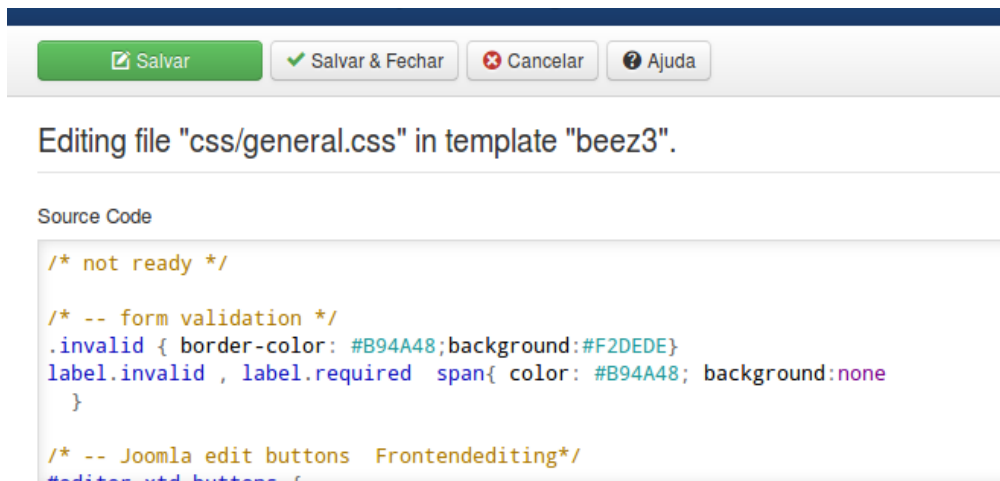 Salvar Salvar & Fechar Cancelar Ajuda
Editing file "css/general.css" in template "beez3".
Source Code
/* not ready */
/* -- form validation */
.invalid { border-color: #B94A48;background:#F2DEDE}
label.invalid , label.required  span{ color: #B94A48; background:none
}
/* -- Joomla edit buttons  Frontendediting*/